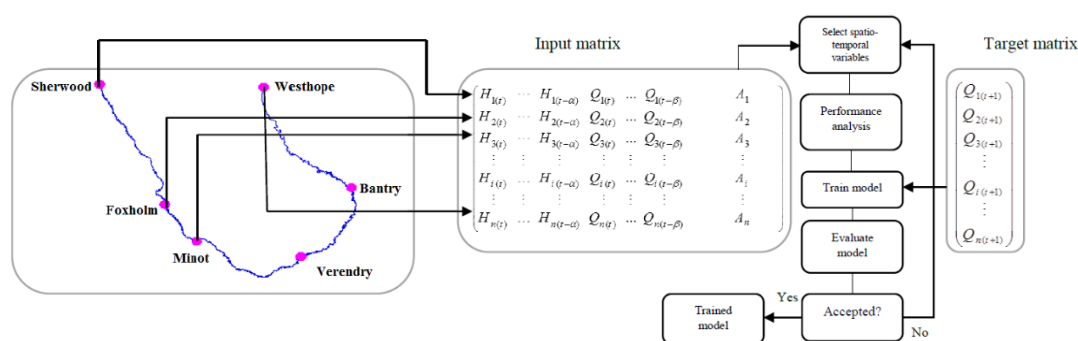 Input matrix
Target matrix
Select spatio-
temporal
variables
Performance
analysis
Train model
Evaluate
model
Accepted?
Yes
No
Trained
model
Sherwood
Westhope
Bantry
Foxholm
Minot
Verendry
H1(t) ... H1(t−α) Q1(t) ... Q1(t−β) A1
H2(t) ... H2(t−α) Q2(t) ... Q2(t−β) A2
H3(t) ... H3(t−α) Q3(t) ... Q3(t−β) A3
⋮ ⋮ ⋮ ⋮ ⋮ ⋮ ⋮
Hi(t) ... Hi(t−α) Qi(t) ... Qi(t−β) Ai
⋮ ⋮ ⋮ ⋮ ⋮ ⋮ ⋮
Hn(t) ... Hn(t−α) Qn(t) ... Qn(t−β) An
Q1(t+1)
Q2(t+1)
Q3(t+1)
⋮
Qi(t+1)
⋮
Qn(t+1)